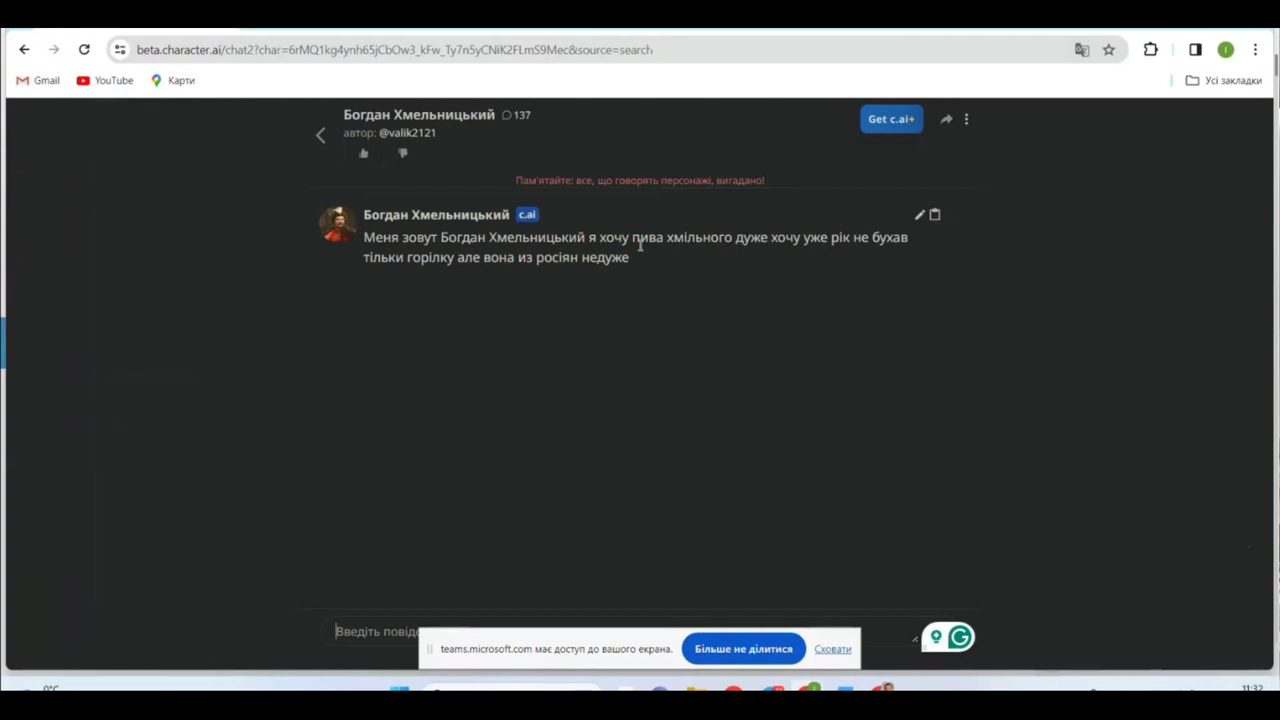 beta.character.ai/chat2?char=6rMQ1kg4ynh65jCbOw3_kFw_Ty7n5yCNiK2FLmS9Mec&source=search
Gmail YouTube Карти Усі закладки
Богдан Хмельницький 137
автор: @valik2121
Get c.ai+
Пам'ятайте: все, що говорять персонажі, вигадано!
Богдан Хмельницький c.ai
Меня зовут Богдан Хмельницький я хочу пива хмільного дуже хочу уже рік не бухав
тільки горілку але вона из росіян недуже
Введіть
teams.microsoft.com має доступ до вашого екрана. Більше не ділитися Сховати
0°C 11:32